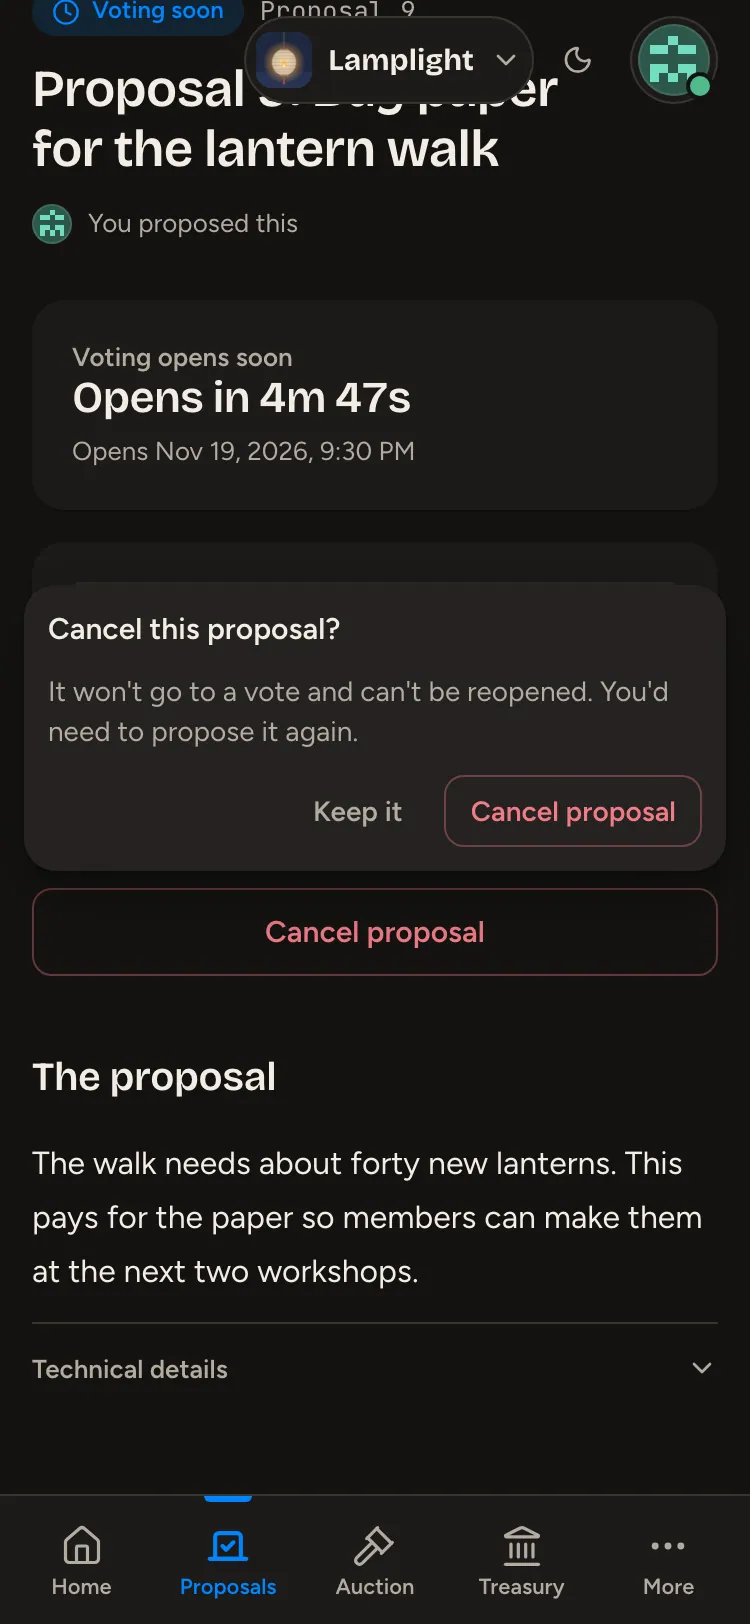 Voting soon
Proposal 9
Lamplight
Proposal paper
for the lantern walk
You proposed this
Voting opens soon
Opens in 4m 47s
Opens Nov 19, 2026, 9:30 PM
Cancel this proposal?
It won't go to a vote and can't be reopened. You'd
need to propose it again.
Keep it
Cancel proposal
Cancel proposal
The proposal
The walk needs about forty new lanterns. This
pays for the paper so members can make them
at the next two workshops.
Technical details
Home
Proposals
Auction
Treasury
More